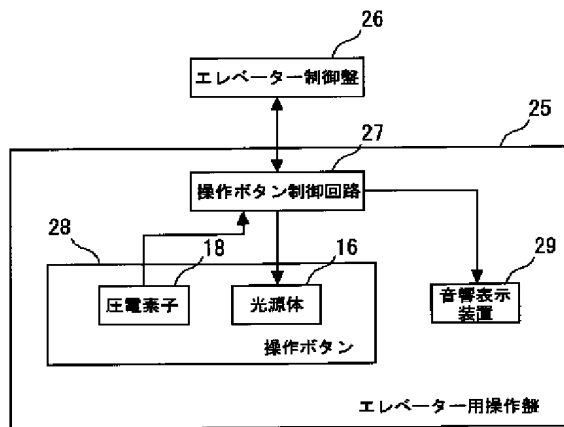 26
エレベーター制御盤
25
27
操作ボタン制御回路
28
18
16
29
圧電素子
光源体
音響表示
装置
操作ボタン
エレベーター用操作盤